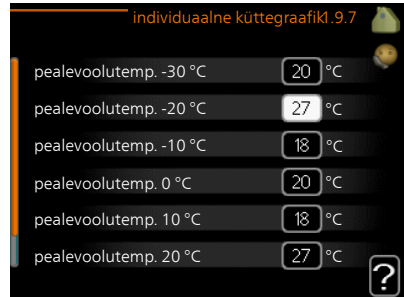 individuaalne küttegraafik1.9.7
pealevoolutemp. -30 °C 20 °C
pealevoolutemp. -20 °C 27 °C
pealevoolutemp. -10 °C 18 °C
pealevoolutemp. 0 °C 20 °C
pealevoolutemp. 10 °C 18 °C
pealevoolutemp. 20 °C 27 °C
?